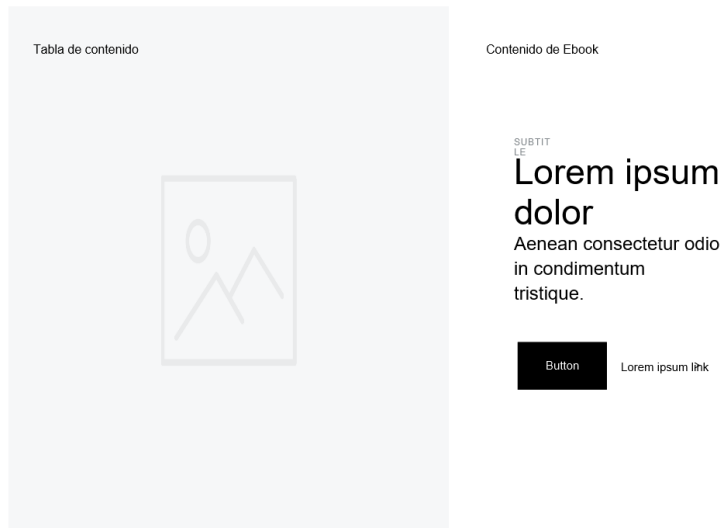 Tabla de contenido
Contenido de Ebook
SUBTIT
LE
Lorem ipsum
dolor
Aenean consectetur odio
in condimentum
tristique.
Button
Lorem ipsum link